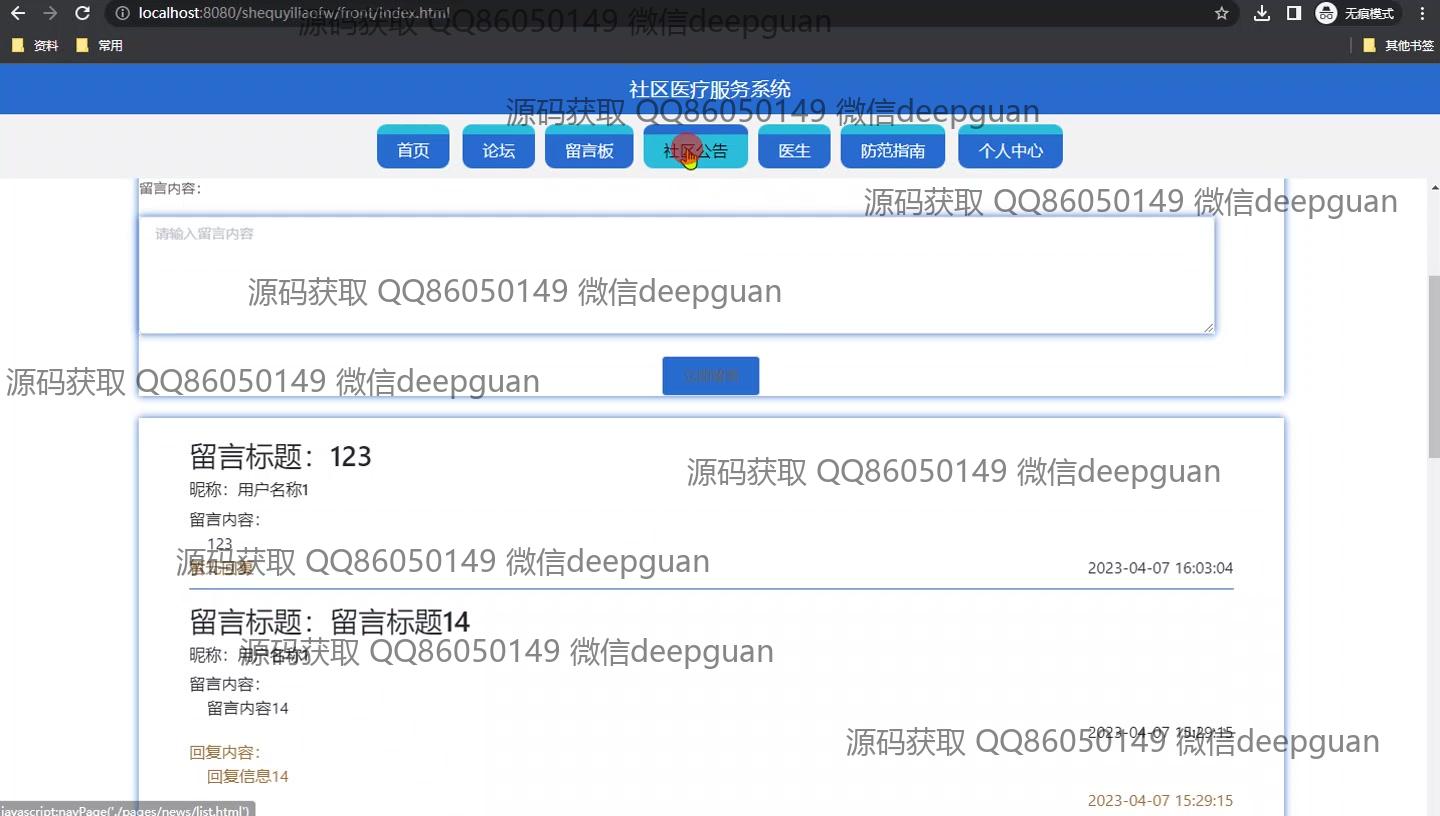 localhost:8080/shequyiliaofw/front/index.html
无痕模式
资料 常用 其他书签
源码获取 QQ86050149 微信deepguan
社区医疗服务系统
源码获取 QQ86050149 微信deepguan
首页 论坛 留言板 社区公告 医生 防范指南 个人中心
留言内容：
源码获取 QQ86050149 微信deepguan
请输入留言内容
源码获取 QQ86050149 微信deepguan
源码获取 QQ86050149 微信deepguan
留言标题：123
源码获取 QQ86050149 微信deepguan
昵称：用户名称1
留言内容：
123
源码获取 QQ86050149 微信deepguan
暂无回复
2023-04-07 16:03:04
留言标题：留言标题14
昵称：用户名称1
源码获取 QQ86050149 微信deepguan
留言内容：
留言内容14
2023-04-07 15:29:15
源码获取 QQ86050149 微信deepguan
回复内容：
回复信息14
2023-04-07 15:29:15
javascript:navPage('./pages/news/list.html')